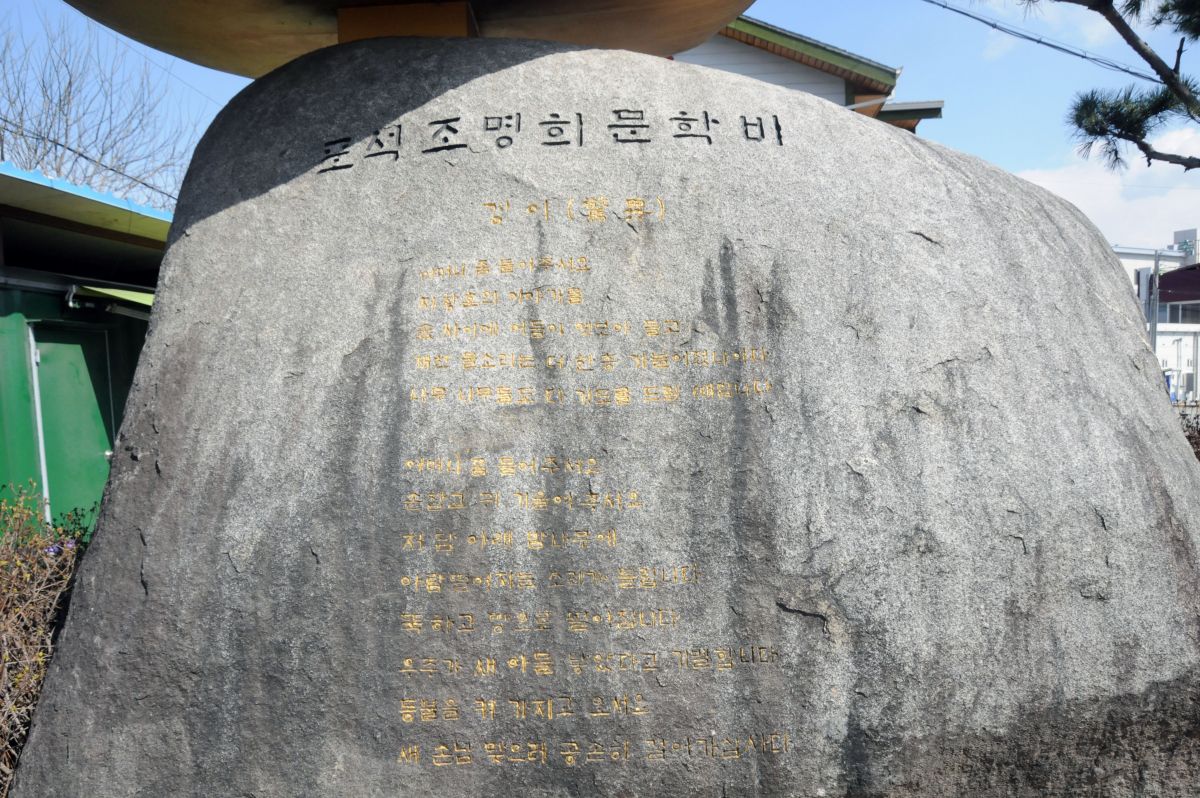 포석 조명희 문학비
경이 (驚異)
어머니 좀 들어주서요
저 황혼의 이야기를
숲 사이에 어둠이 엿보아 들고
개천 물소리는 더 한층 가늘어졌나이다
나무 나무들도 다 기도를 드릴 때입니다
어머니 좀 들어주서요
손잡고 귀 기울여 주서요
저 담 아래 밤나무에
아람 떨어지는 소리가 들립니다
뚝 하고 땅으로 떨어집니다
우주가 새 아들 낳았다고 기별합니다
등불을 켜 가지고 오서요
새 손님 맞으러 공손히 걸어가십시다